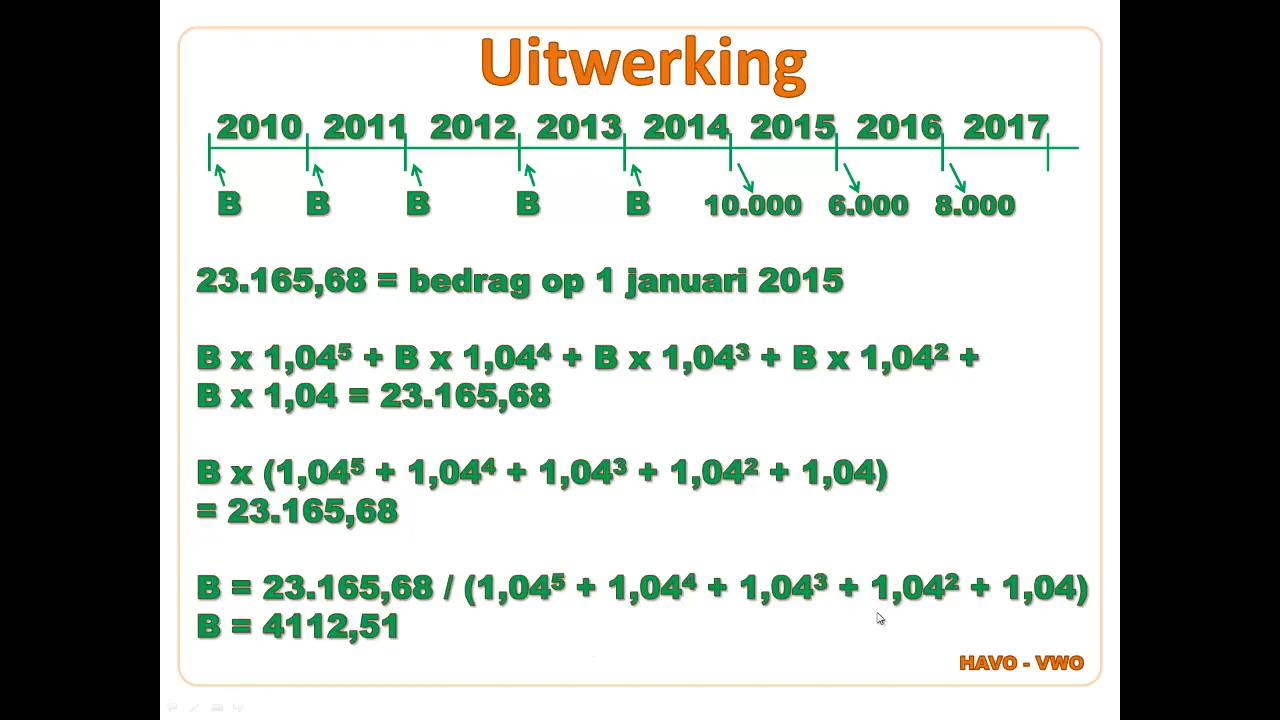 Uitwerking
2010 2011 2012 2013 2014 2015 2016 2017
B B B B B 10.000 6.000 8.000
23.165,68 = bedrag op 1 januari 2015
B x 1,04⁵ + B x 1,04⁴ + B x 1,04³ + B x 1,04² +
B x 1,04 = 23.165,68
B x (1,04⁵ + 1,04⁴ + 1,04³ + 1,04² + 1,04)
= 23.165,68
B = 23.165,68 / (1,04⁵ + 1,04⁴ + 1,04³ + 1,04² + 1,04)
B = 4112,51
HAVO - VWO